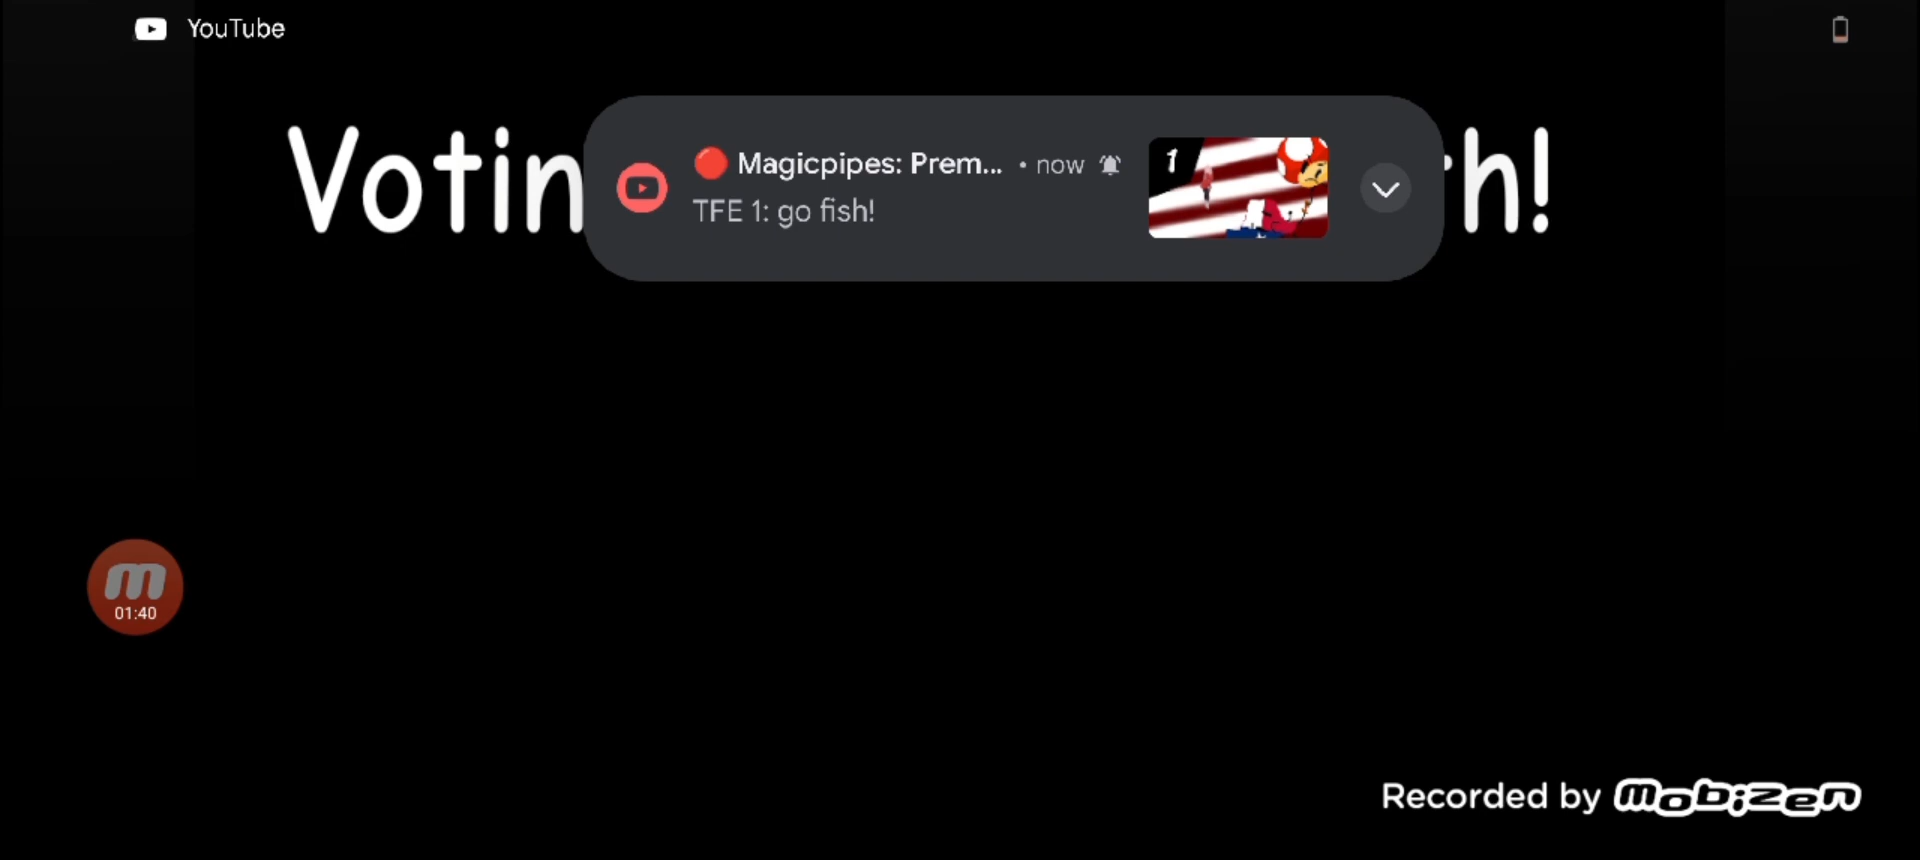 YouTube
Votin
h!
🔴 Magicpipes: Prem... • now
TFE 1: go fish!
1
01:40
Recorded by mobizen